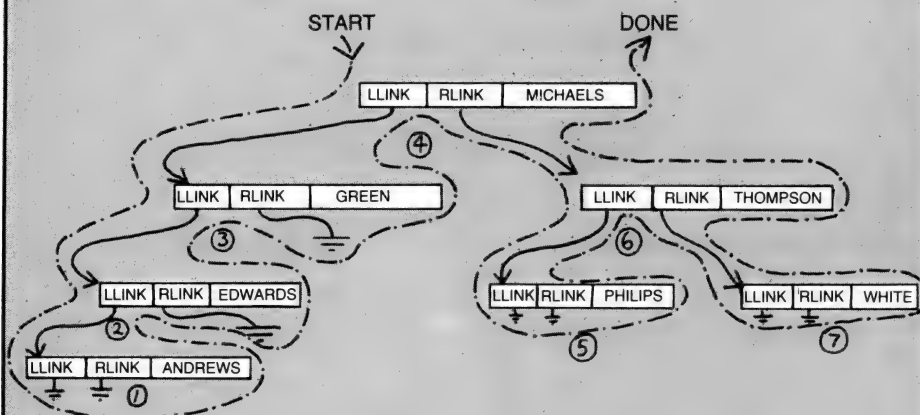 START DONE
LLINK RLINK MICHAELS
④
LLINK RLINK GREEN
LLINK RLINK THOMPSON
③
⑥
LLINK RLINK EDWARDS
LLINK RLINK PHILIPS
LLINK RLINK WHITE
②
⑤
⑦
LLINK RLINK ANDREWS
①